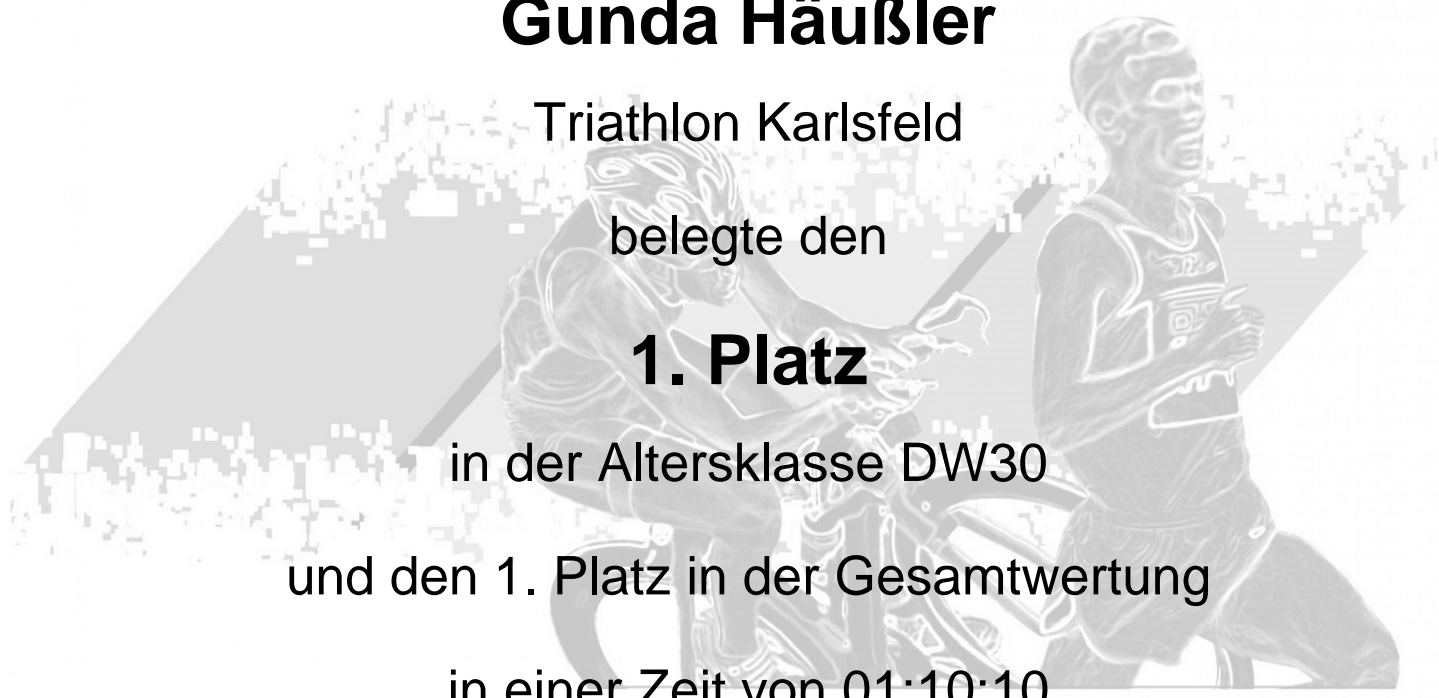 Gunda Häußler
Triathlon Karlsfeld
belegte den
1. Platz
in der Altersklasse DW30
und den 1. Platz in der Gesamtwertung
in einer Zeit von 01:10:10